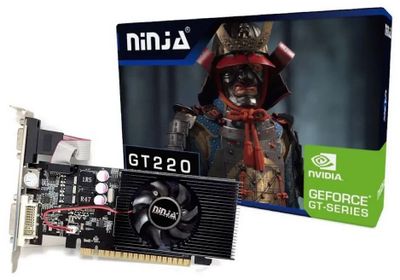 NINJA
GT220
NVIDIA
GEFORCE
GT-SERIES
1R5
R47
NINJA